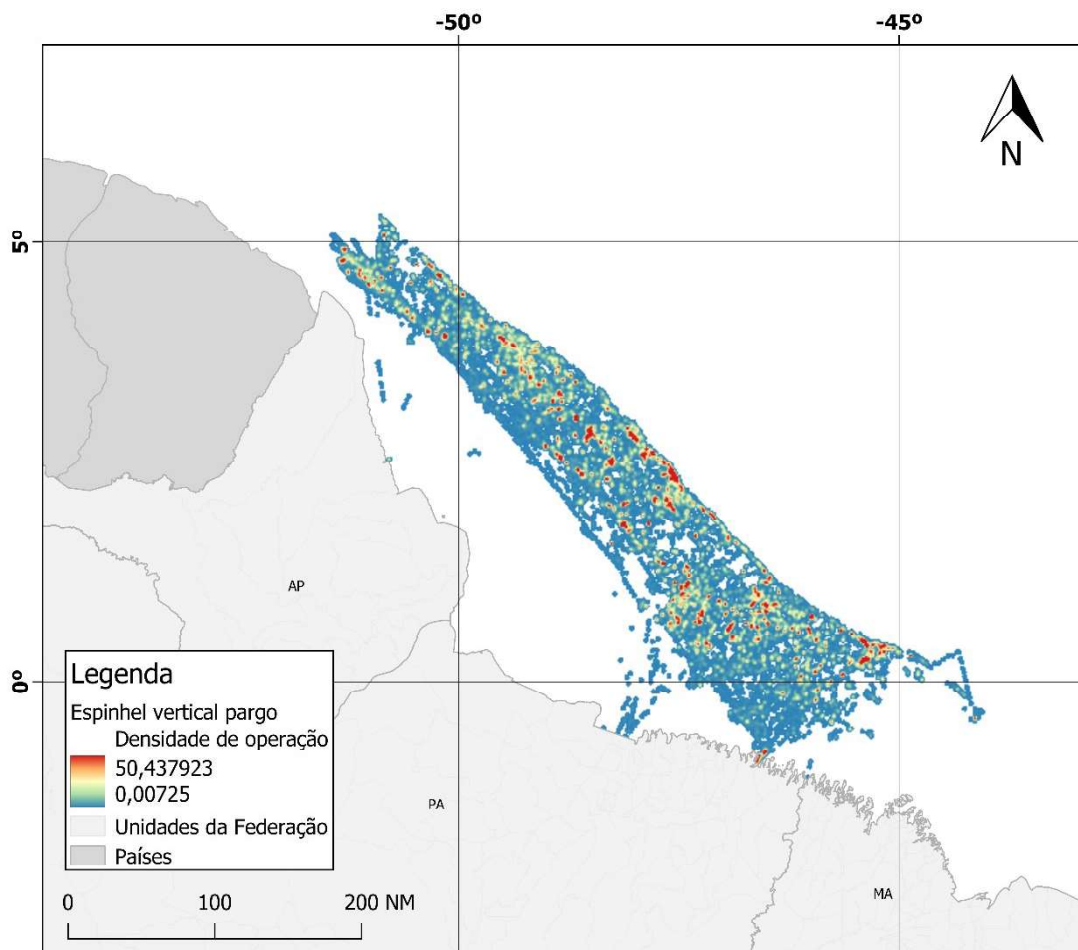 -50º
-45º
N
5º
AP
0º
Legenda
Espinhel vertical pargo
Densidade de operação
50,437923
0,00725
Unidades da Federação
Países
PA
MA
0
100
200 NM